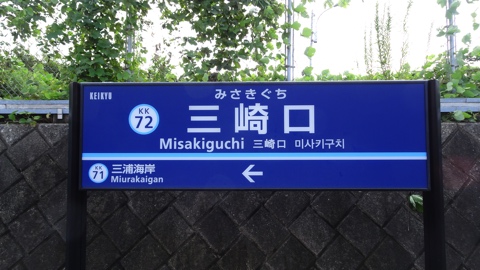 KEIKYU
みさきぐち
KK
72
三崎口
Misakiguchi 三崎口 미사키구치
KK
71
三浦海岸
Miurakaigan
←